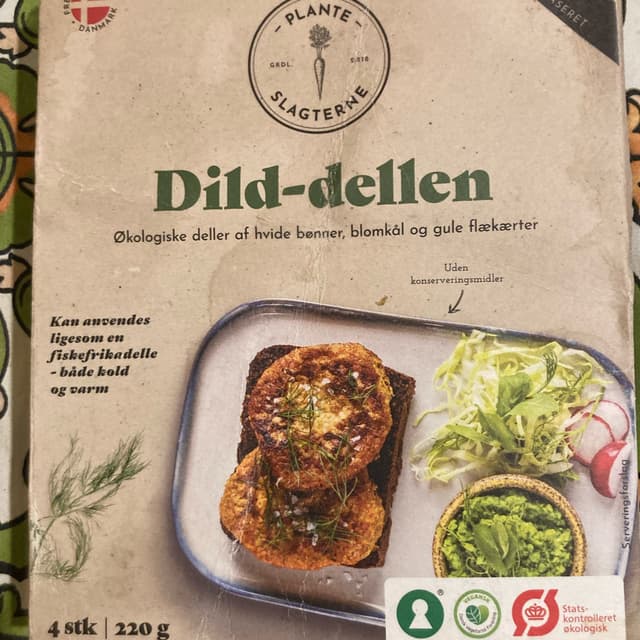 DANMARK
PLANTE
GRDL.
SLAGTERNE
Dild-dellen
Økologiske deller af hvide bønner, blomkål og gule flækærter
Uden
konserveringsmidler
Kan anvendes
ligesom en
fiskefrikadelle
- både kold
og varm
Serveringsforslag
4 stk | 220 g
®
VEGANSK
Ø
Stats-
kontrolleret
økologisk